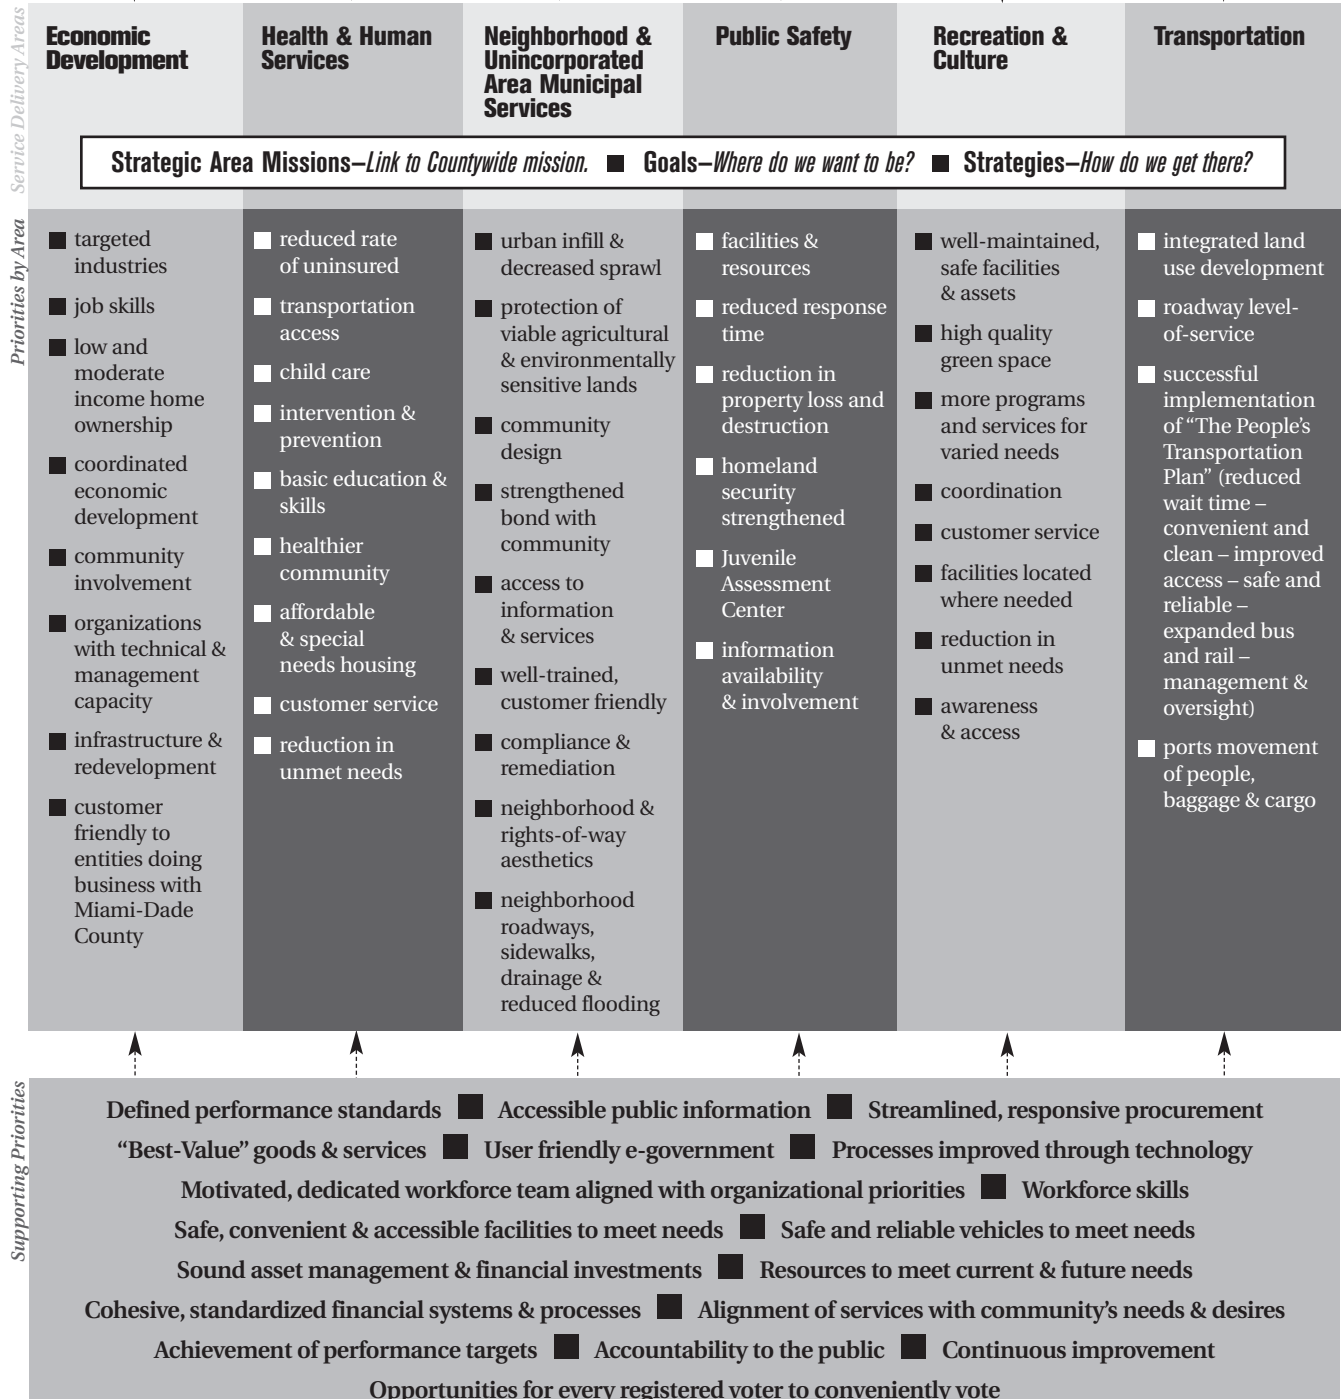 Service Delivery Areas
Economic
Development
Health & Human
Services
Neighborhood &
Unincorporated
Area Municipal
Services
Public Safety
Recreation &
Culture
Transportation
Strategic Area Missions–Link to Countywide mission. ■ Goals–Where do we want to be? ■ Strategies–How do we get there?
Priorities by Area
■ targeted
industries
■ job skills
■ low and
moderate
income home
ownership
■ coordinated
economic
development
■ community
involvement
■ organizations
with technical &
management
capacity
■ infrastructure &
redevelopment
■ customer
friendly to
entities doing
business with
Miami-Dade
County
■ reduced rate
of uninsured
■ transportation
access
■ child care
■ intervention &
prevention
■ basic education &
skills
■ healthier
community
■ affordable
& special
needs housing
■ customer service
■ reduction in
unmet needs
■ urban infill &
decreased sprawl
■ protection of
viable agricultural
& environmentally
sensitive lands
■ community
design
■ strengthened
bond with
community
■ access to
information
& services
■ well-trained,
customer friendly
■ compliance &
remediation
■ neighborhood &
rights-of-way
aesthetics
■ neighborhood
roadways,
sidewalks,
drainage &
reduced flooding
■ facilities &
resources
■ reduced response
time
■ reduction in
property loss and
destruction
■ homeland
security
strengthened
■ Juvenile
Assessment
Center
■ information
availability
& involvement
■ well-maintained,
safe facilities
& assets
■ high quality
green space
■ more programs
and services for
varied needs
■ coordination
■ customer service
■ facilities located
where needed
■ reduction in
unmet needs
■ awareness
& access
■ integrated land
use development
■ roadway level-
of-service
■ successful
implementation
of “The People’s
Transportation
Plan” (reduced
wait time –
convenient and
clean – improved
access – safe and
reliable –
expanded bus
and rail –
management &
oversight)
■ ports movement
of people,
baggage & cargo
Supporting Priorities
Defined performance standards ■ Accessible public information ■ Streamlined, responsive procurement
“Best-Value” goods & services ■ User friendly e-government ■ Processes improved through technology
Motivated, dedicated workforce team aligned with organizational priorities ■ Workforce skills
Safe, convenient & accessible facilities to meet needs ■ Safe and reliable vehicles to meet needs
Sound asset management & financial investments ■ Resources to meet current & future needs
Cohesive, standardized financial systems & processes ■ Alignment of services with community’s needs & desires
Achievement of performance targets ■ Accountability to the public ■ Continuous improvement
Opportunities for every registered voter to conveniently vote